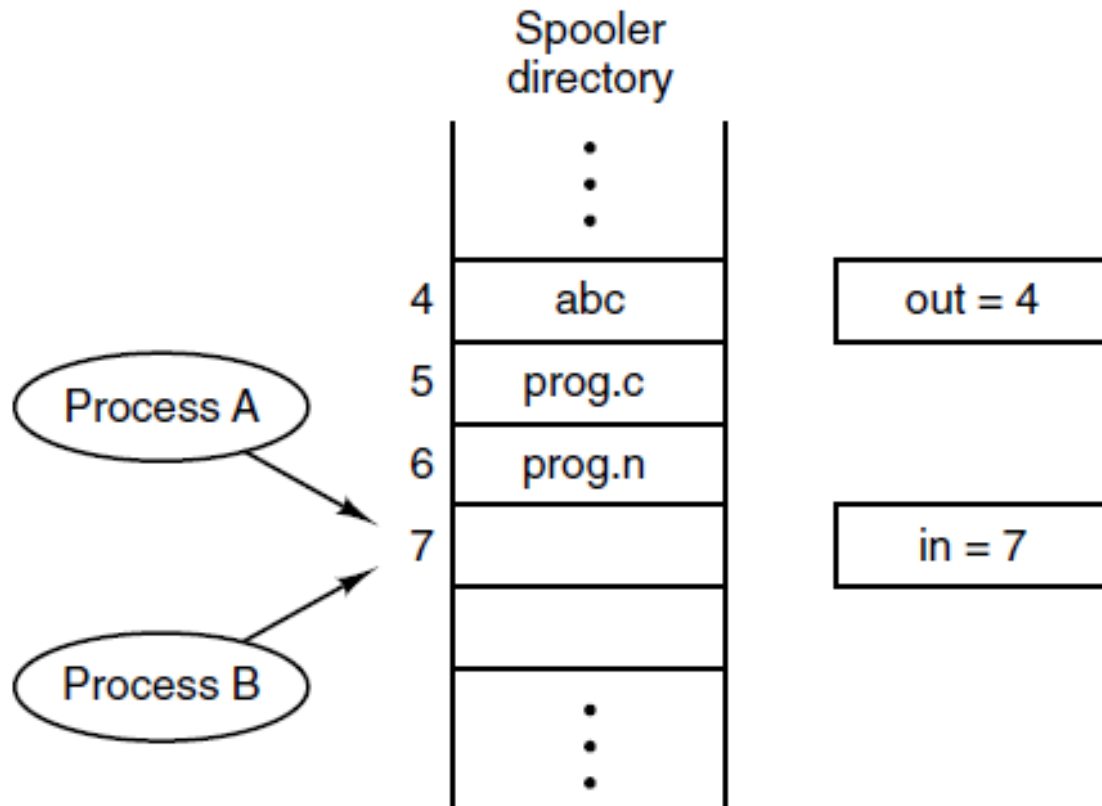 Spooler
directory
4 abc out = 4
5 prog.c
Process A
6 prog.n
7 in = 7
Process B